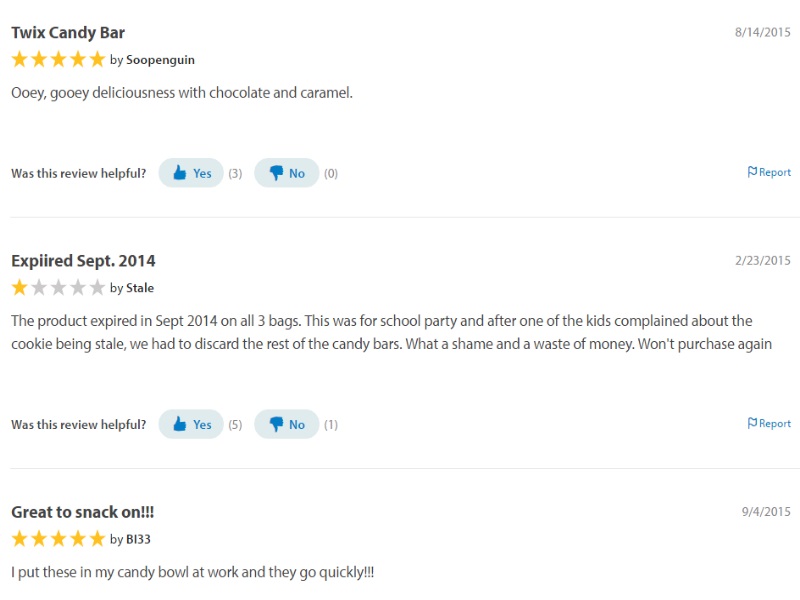 Twix Candy Bar 8/14/2015
by Soopenguin
Ooey, gooey deliciousness with chocolate and caramel.
Was this review helpful? Yes (3) No (0) Report
Expiired Sept. 2014 2/23/2015
by Stale
The product expired in Sept 2014 on all 3 bags. This was for school party and after one of the kids complained about the
cookie being stale, we had to discard the rest of the candy bars. What a shame and a waste of money. Won't purchase again
Was this review helpful? Yes (5) No (1) Report
Great to snack on!!! 9/4/2015
by BI33
I put these in my candy bowl at work and they go quickly!!!